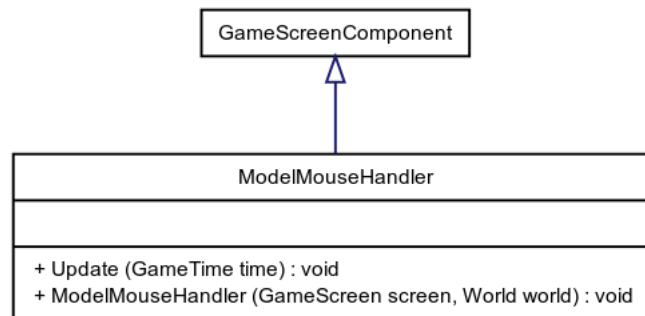 GameScreenComponent
ModelMouseHandler
+ Update (GameTime time) : void
+ ModelMouseHandler (GameScreen screen, World world) : void